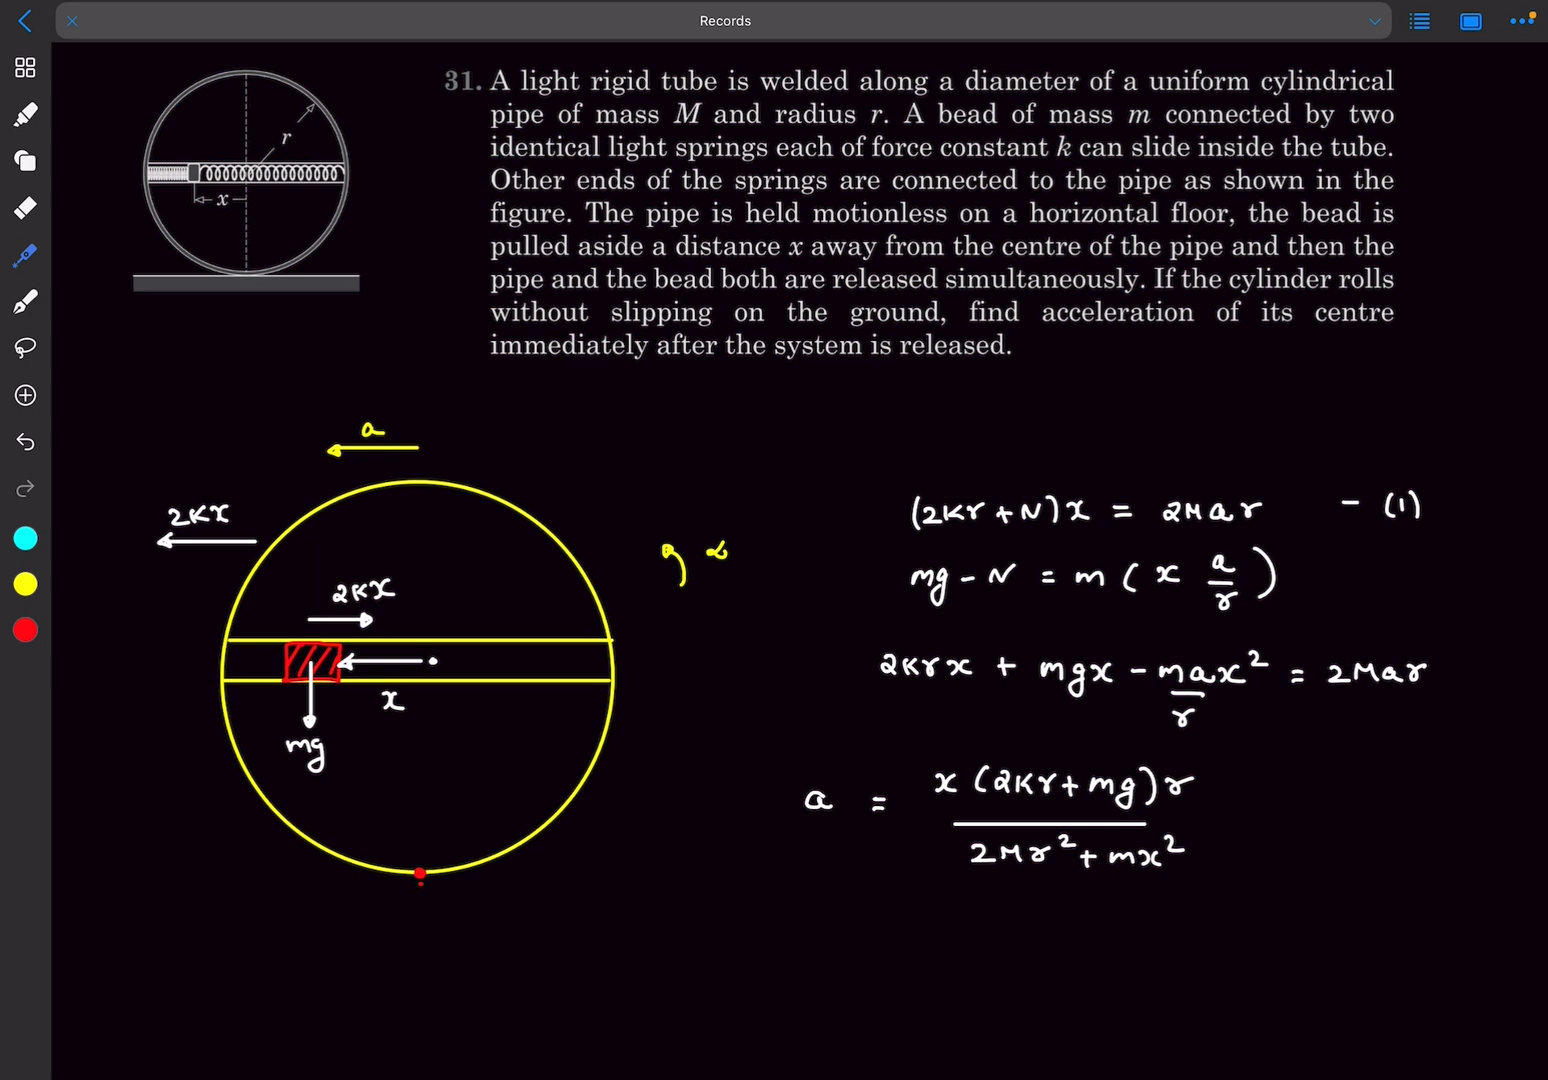 Records
31. A light rigid tube is welded along a diameter of a uniform cylindrical
pipe of mass M and radius r. A bead of mass m connected by two
identical light springs each of force constant k can slide inside the tube.
Other ends of the springs are connected to the pipe as shown in the
figure. The pipe is held motionless on a horizontal floor, the bead is
pulled aside a distance x away from the centre of the pipe and then the
pipe and the bead both are released simultaneously. If the cylinder rolls
without slipping on the ground, find acceleration of its centre
immediately after the system is released.
r
x
a
2Kx
2Kx
α
x
mg
(2Kr + N)x = 2Mar - (1)
mg - N = m(x a/r)
2Krx + mgx - max²/r = 2Mar
a = x(2Kr + mg)r / 2Mr² + mx²